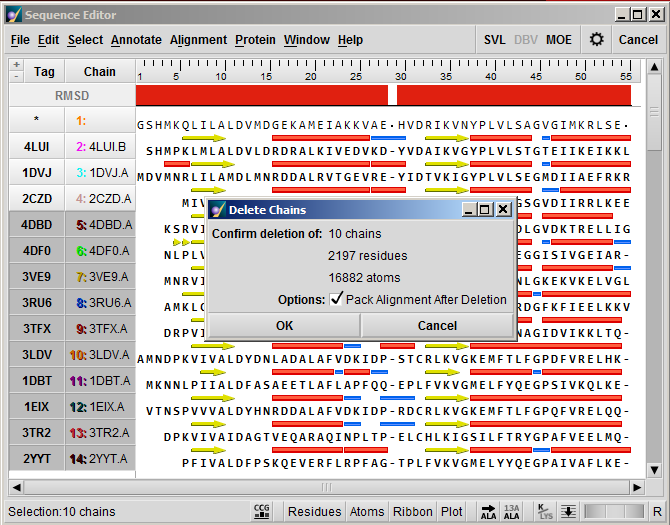 Sequence Editor
File Edit Select Annotate Alignment Protein Window Help SVL DBV MOE Cancel
+ - Tag Chain 1 5 10 15 20 25 30 35 40 45 50 55
RMSD
* 1: GSHMKQLILALDVMDGEKAMEIAKKVAE·HVDRIKVNYPLVLSAGVGIMKRLSE·
4LUI 2: 4LUI.B SHMPKLMLALDVLDRDRALKIVEDVKD-YVDAIKVGYPLVLSTGTEIIKEIKKL
1DVJ 3: 1DVJ.A MDVMNRLILAMDLMNRDDALRVTGEVRE-YIDTVKIGYPLVLSEGMDIIAEFRKR
2CZD 4: 2CZD.A MIV GVDIIRRLKEE
4DBD 5: 4DBD.A KSRVI DLGVDKTRELLIG
4DF0 6: 4DF0.A NLPLV EGGISIVGEIAR-
3VE9 7: 3VE9.A MNRVI
3RU6 8: 3RU6.A AMKLC GKFIEELKKV
3TFX 9: 3TFX.A DRPVI NAGIDVIKKLTQ-
3LDV 10: 3LDV.A AMNDPKVIVALDYDNLADALAFVDKIDP-STCRLKVGKEMFTLFGPDFVRELHK-
1DBT 11: 1DBT.A MKNNLPIIALDFASAEETLAFLAPFQQ-EPLFVKVGMELFYQEGPSIVKQLKE-
1EIX 12: 1EIX.A VTNSPVVVALDYHNRDDALAFVDKIDP-RDCRLKVGKEMFTLFGPQFVRELQQ-
3TR2 13: 3TR2.A DPKVIVAIDAGTVEQARAQINPLTP-ELCHLKIGSILFTRYGPAFVEELMQ-
2YYT 14: 2YYT.A PFIVALDFPSKQEVERFLRPFAG-TPLFVKVGMELYYQEGPAIVAFLKE-
Delete Chains
Confirm deletion of: 10 chains
2197 residues
16882 atoms
Options: Pack Alignment After Deletion
OK Cancel
Selection:10 chains CCG Residues Atoms Ribbon Plot ALA 13A ALA K LYS R